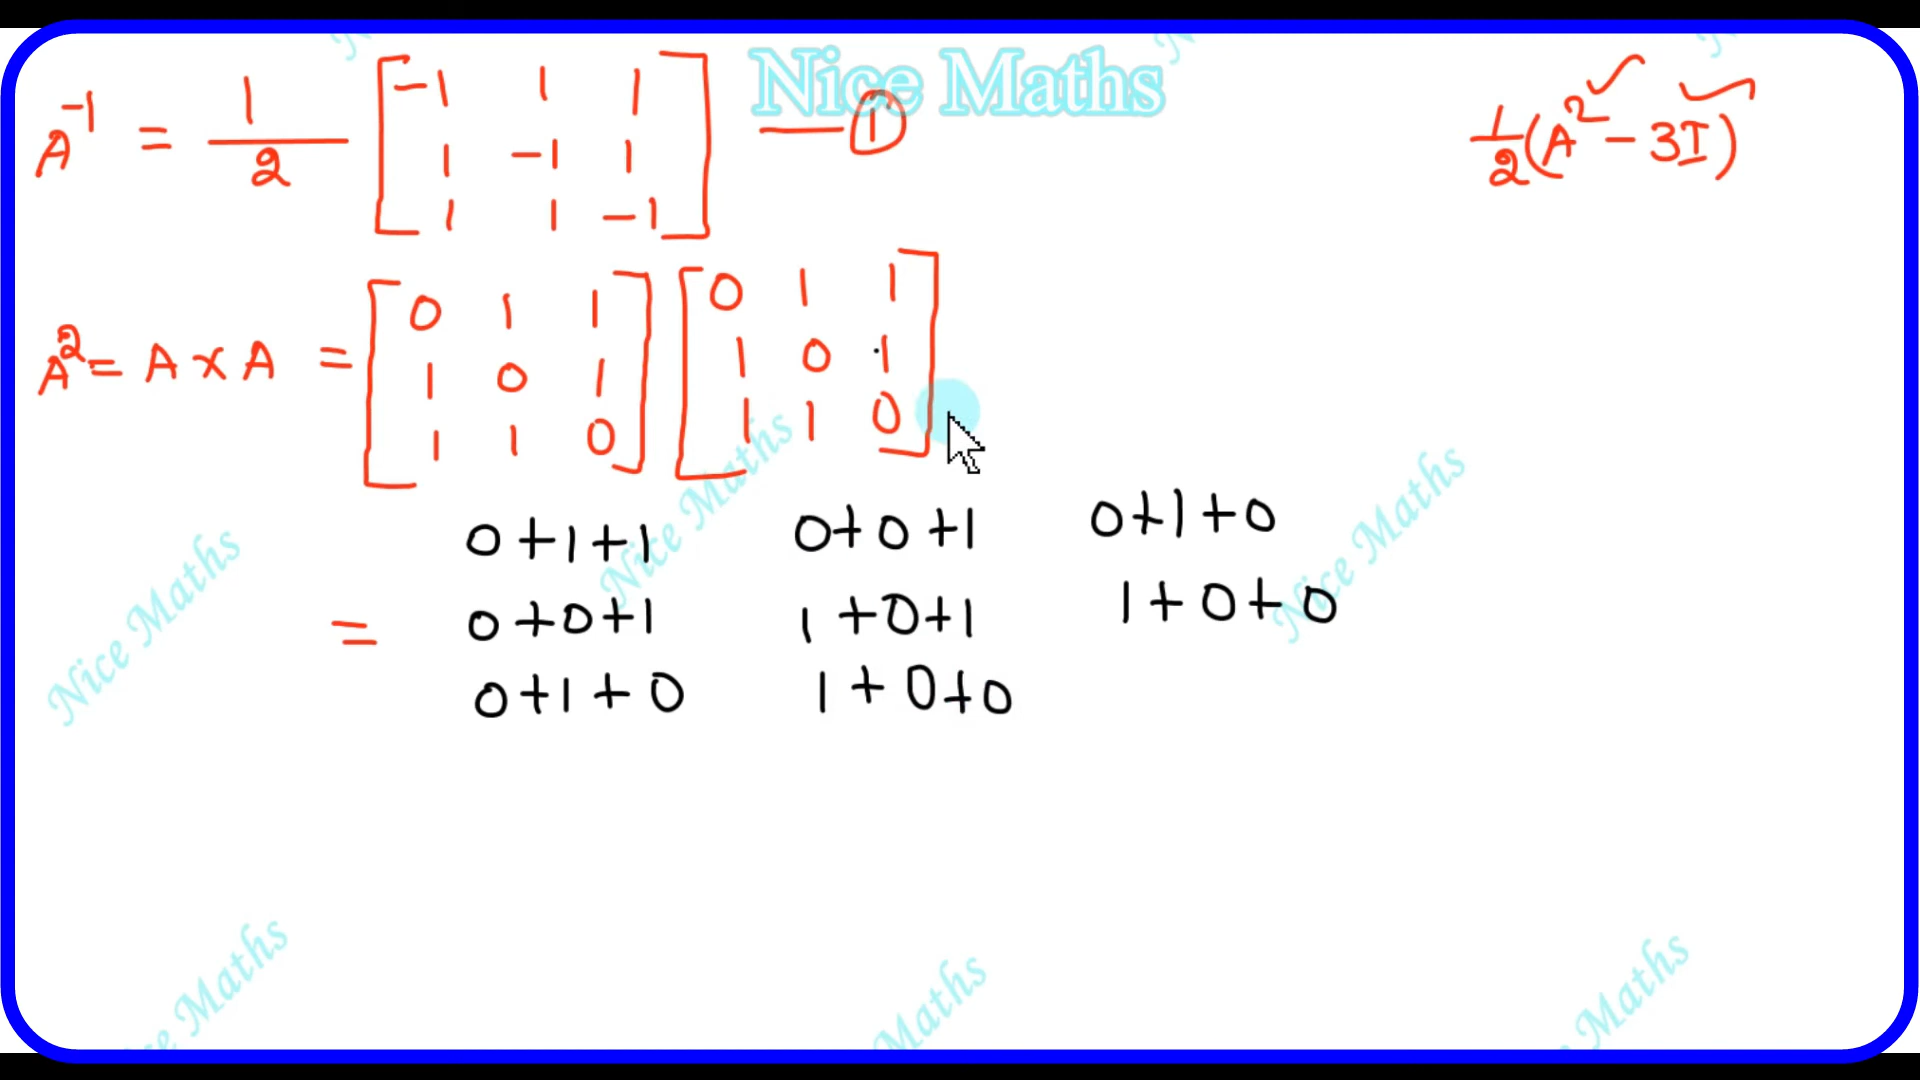 Nice Maths
A⁻¹ = 1/2 [-1 1 1 — ①
1 -1 1
1 1 -1]
1/2 (A² - 3I)
A² = A × A = [0 1 1 [0 1 1
1 0 1 1 0 1
1 1 0] 1 1 0]
0+1+1 0+0+1 0+1+0
= 0+0+1 1+0+1 1+0+0
0+1+0 1+0+0
Nice Maths
Nice Maths
Nice Maths
Nice Maths
Maths
Maths